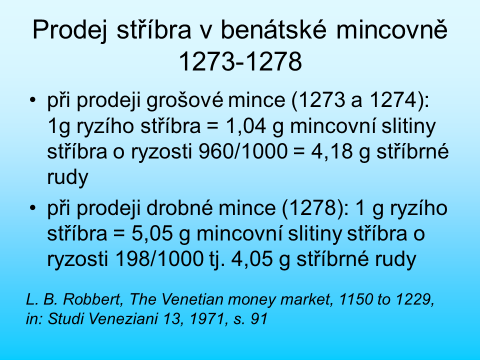 Prodej stříbra v benátské mincovně
1273-1278
• při prodeji grošové mince (1273 a 1274):
1g ryzího stříbra = 1,04 g mincovní slitiny
stříbra o ryzosti 960/1000 = 4,18 g stříbrné
rudy
• při prodeji drobné mince (1278): 1 g ryzího
stříbra = 5,05 g mincovní slitiny stříbra o
ryzosti 198/1000 tj. 4,05 g stříbrné rudy
L. B. Robbert, The Venetian money market, 1150 to 1229,
in: Studi Veneziani 13, 1971, s. 91